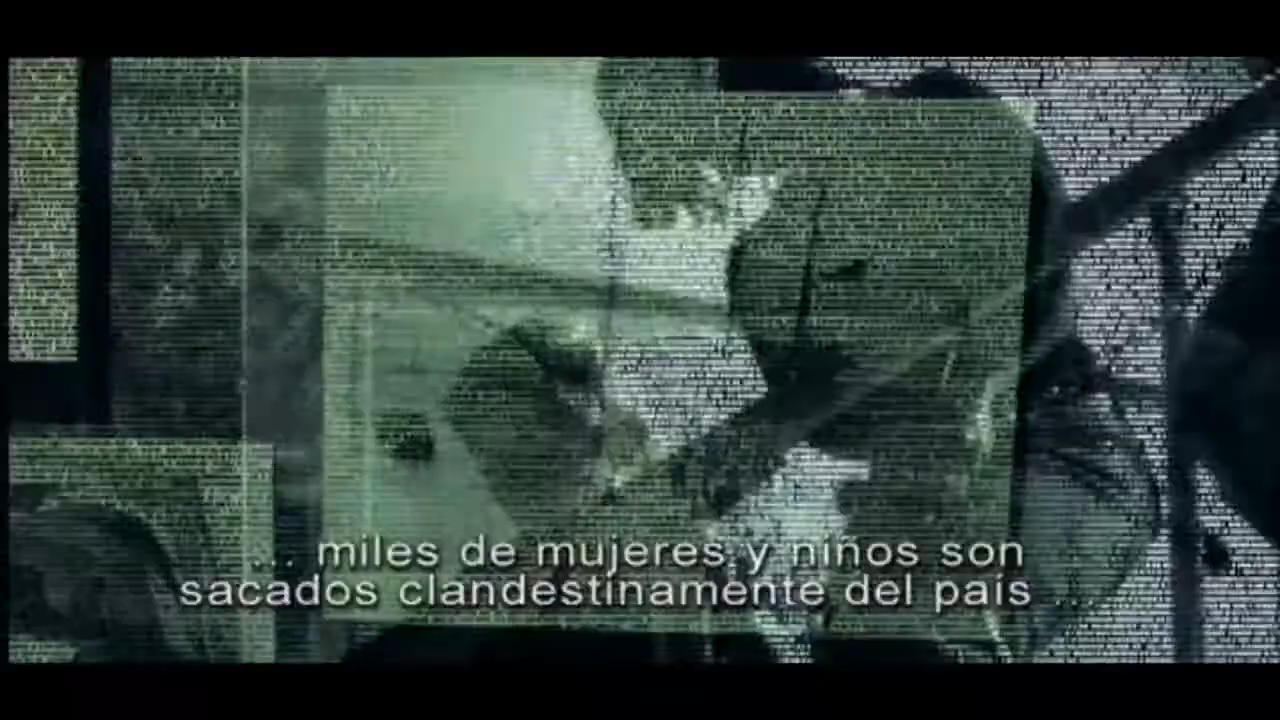 ... miles de mujeres y niños son
sacados clandestinamente del país ...